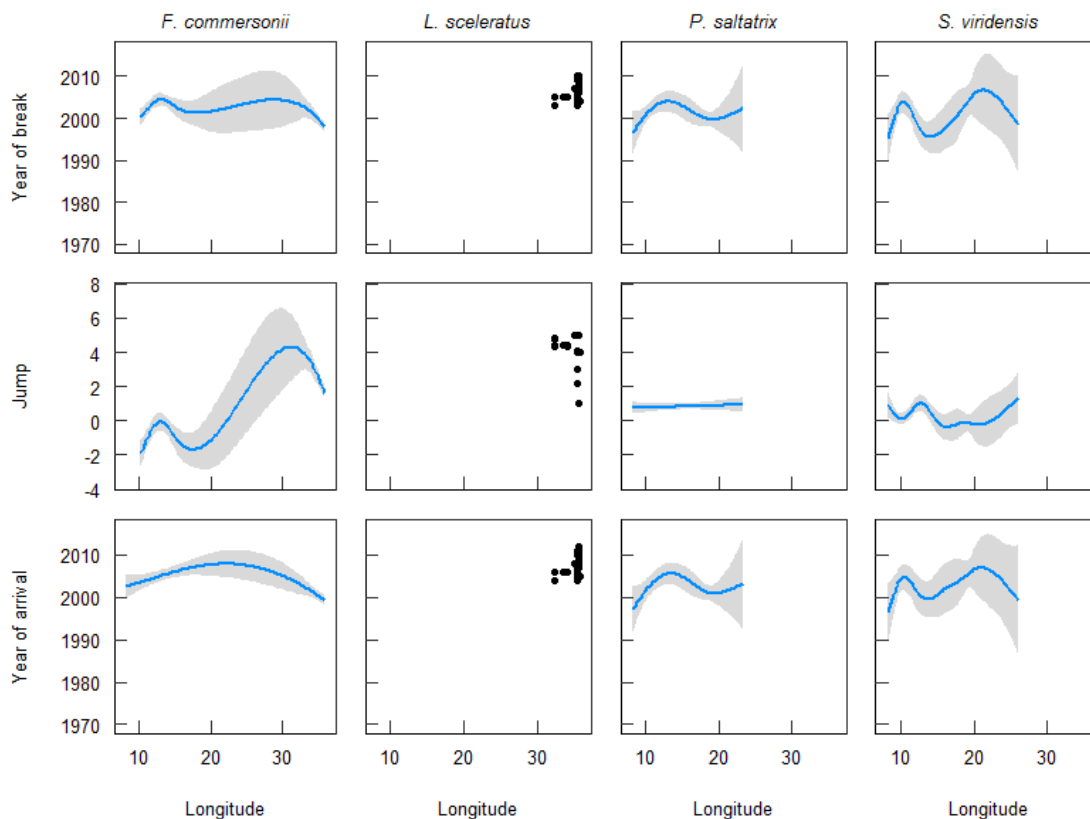 F. commersonii L. sceleratus P. saltatrix S. viridensis
Year of break
2010
2000
1990
1980
1970
Jump
8
6
4
2
0
-2
-4
Year of arrival
2010
2000
1990
1980
1970
10 20 30 10 20 30 10 20 30 10 20 30
Longitude Longitude Longitude Longitude